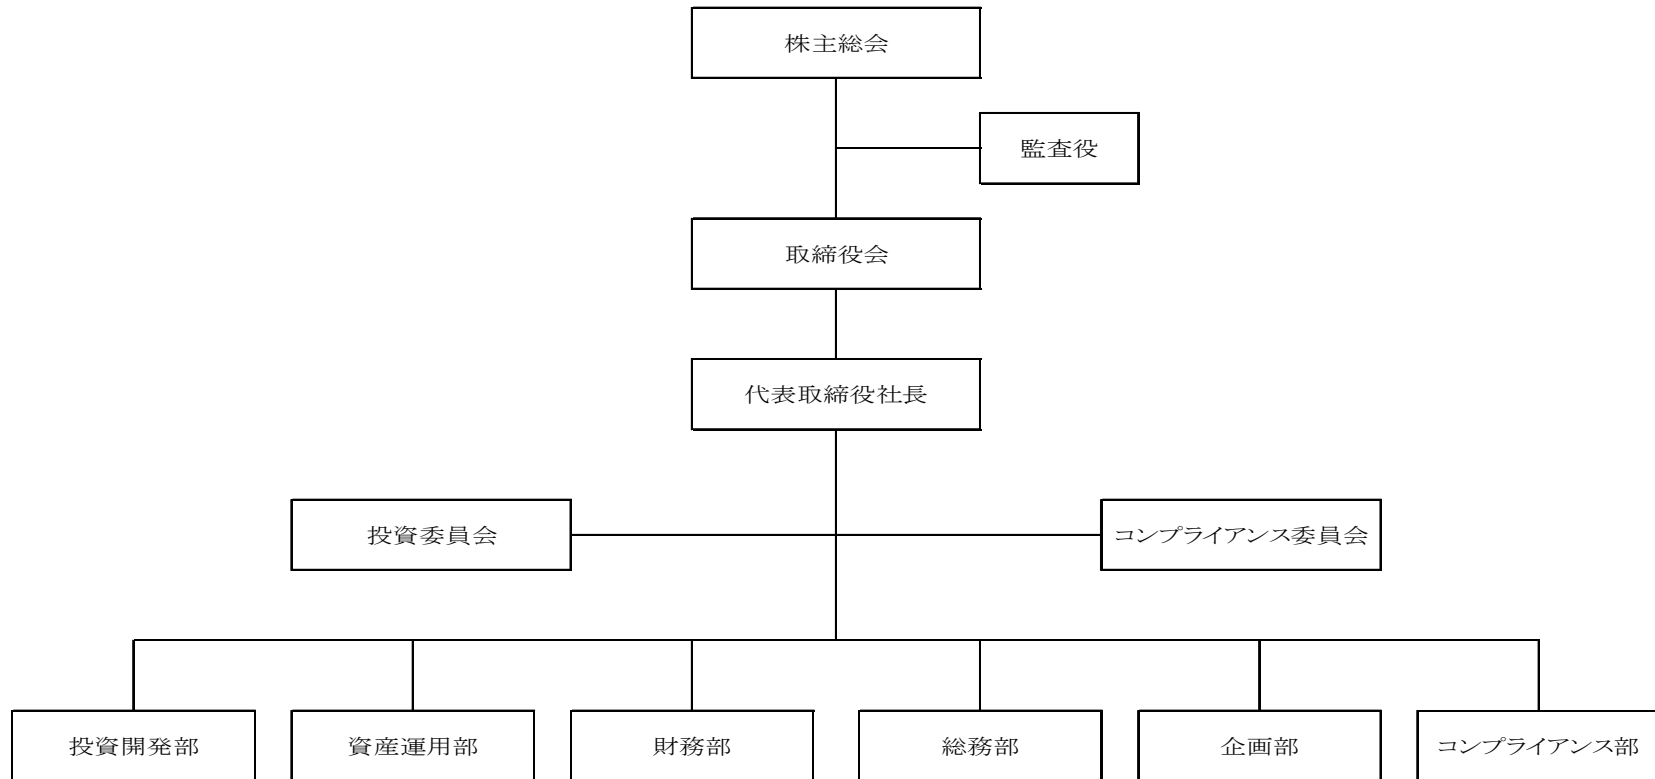 株主総会
監査役
取締役会
代表取締役社長
投資委員会
コンプライアンス委員会
投資開発部
資産運用部
財務部
総務部
企画部
コンプライアンス部